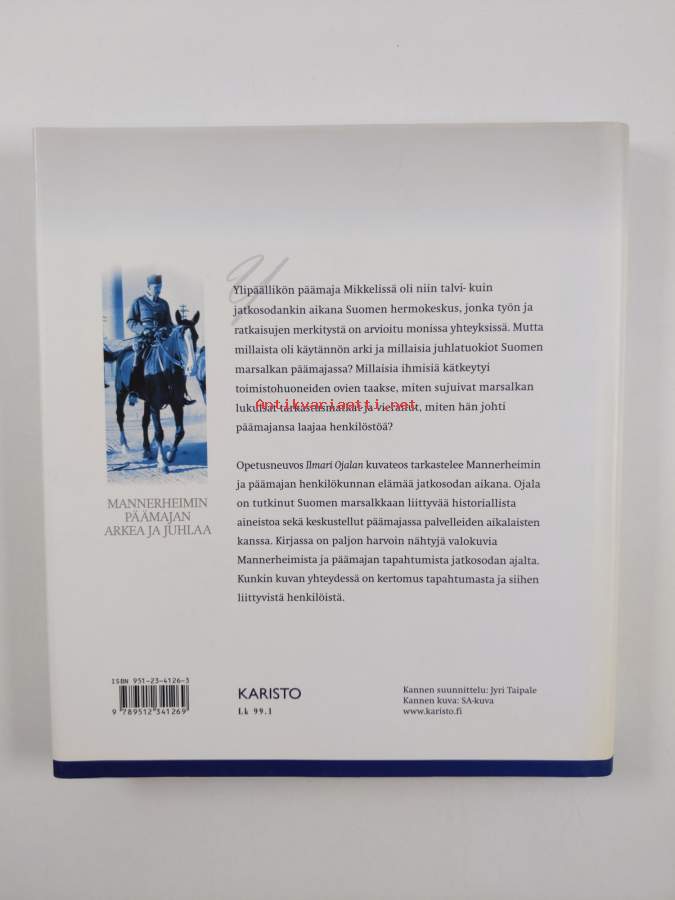 Y
Ylipäällikön päämaja Mikkelissä oli niin talvi- kuin
jatkosodankin aikana Suomen hermokeskus, jonka työn ja
ratkaisujen merkitystä on arvioitu monissa yhteyksissä. Mutta
millaista oli käytännön arki ja millaisia juhlatuokiot Suomen
marsalkan päämajassa? Millaisia ihmisiä kätkeytyi
toimistohuoneiden ovien taakse, miten sujuivat marsalkan
Antikvariaatti.net
lukuisat tarkastusmatkat ja vierailut, miten hän johti
päämajansa laajaa henkilöstöä?
Opetusneuvos Ilmari Ojalan kuvateos tarkastelee Mannerheimin
ja päämajan henkilökunnan elämää jatkosodan aikana. Ojala
on tutkinut Suomen marsalkkaan liittyvää historiallista
aineistoa sekä keskustellut päämajassa palvelleiden aikalaisten
kanssa. Kirjassa on paljon harvoin nähtyjä valokuvia
Mannerheimista ja päämajan tapahtumista jatkosodan ajalta.
Kunkin kuvan yhteydessä on kertomus tapahtumasta ja siihen
liittyvistä henkilöistä.
MANNERHEIMIN
PÄÄMAJAN
ARKEA JA JUHLAA
ISBN 951-23-4126-3
9 789512 341269
KARISTO
Lk 99.1
Kannen suunnittelu: Jyri Taipale
Kannen kuva: SA-kuva
www.karisto.fi